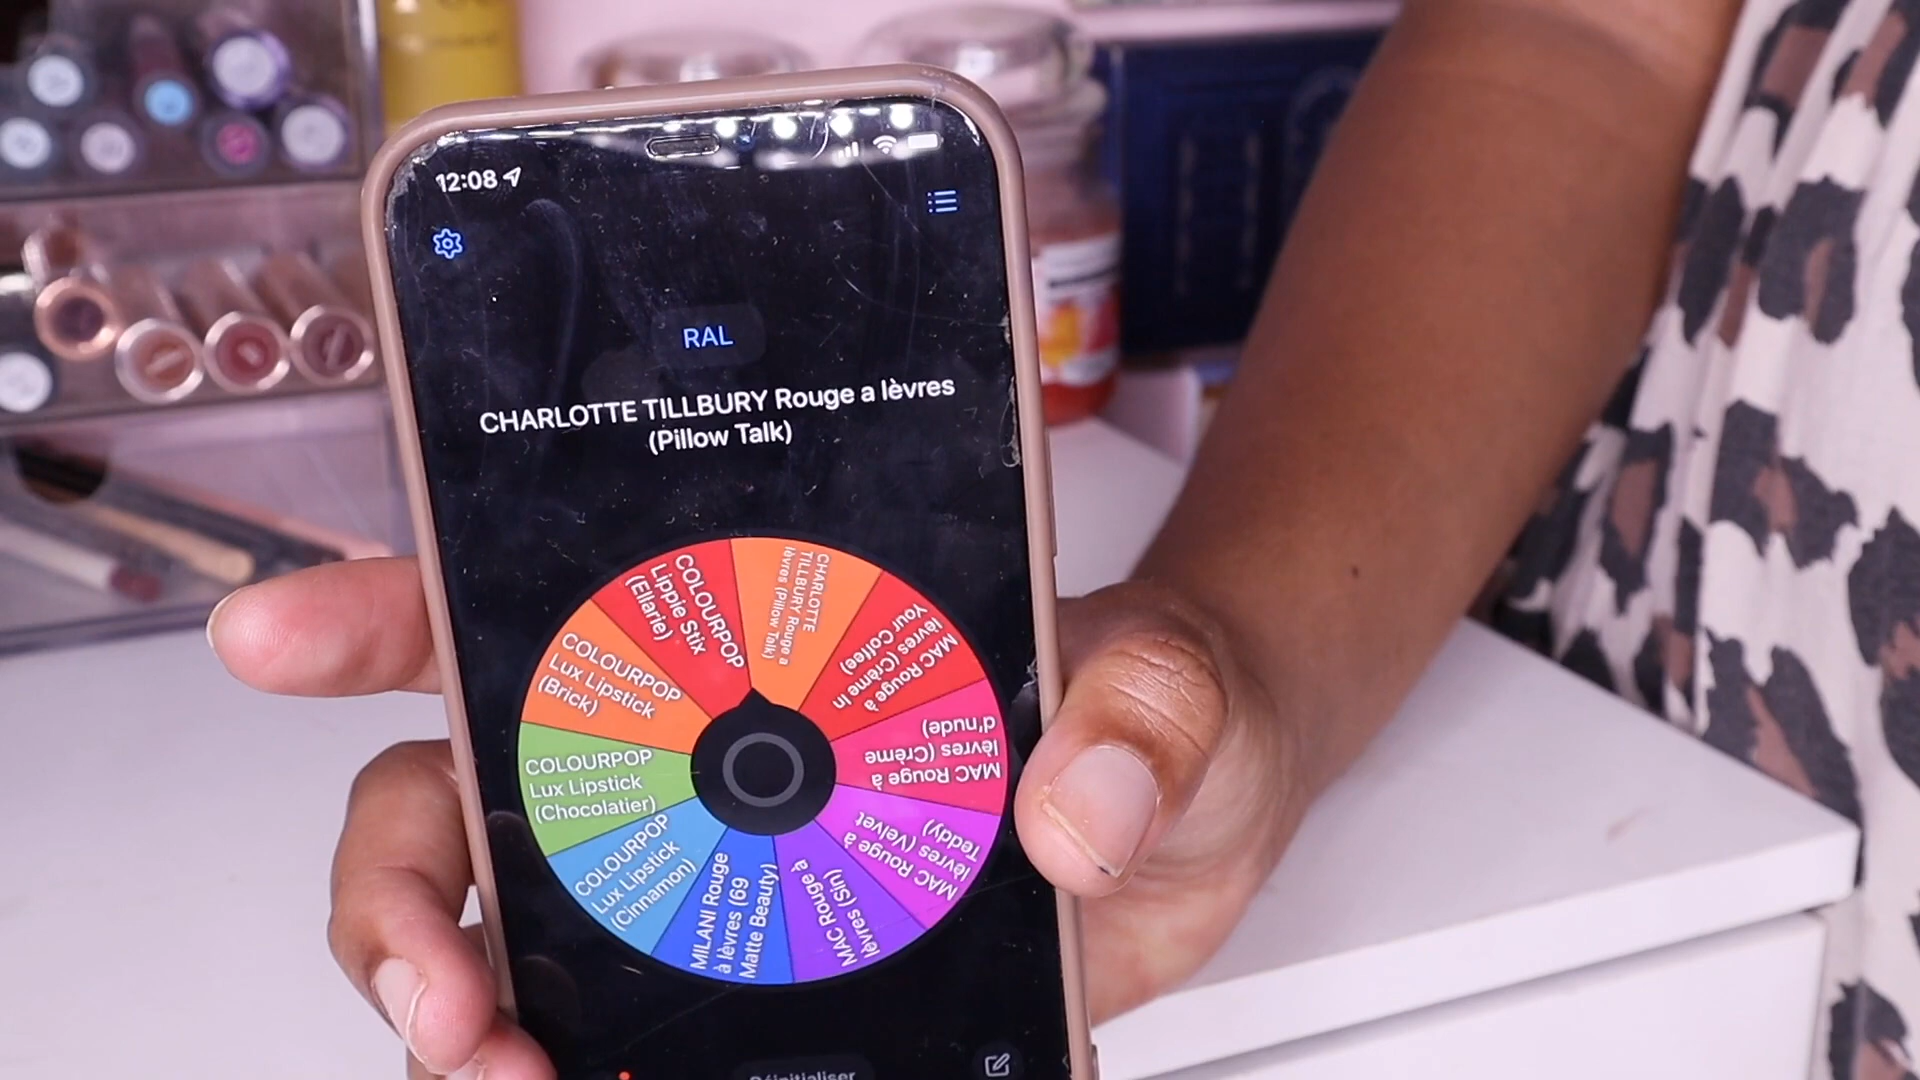 12:08
RAL
CHARLOTTE TILLBURY Rouge a lèvres
(Pillow Talk)
CHARLOTTE
TILLBURY Rouge a
lèvres (Pillow Talk)
MAC Rouge à
lèvres (Crème In
Your Coffee)
MAC Rouge à
lèvres (Crème
d'nude)
MAC Rouge à
lèvres (Velvet
Teddy)
MAC Rouge à
lèvres (Sin)
MILANI Rouge
à lèvres (69
Matte Beauty)
COLOURPOP
Lux Lipstick
(Cinnamon)
COLOURPOP
Lux Lipstick
(Chocolatier)
COLOURPOP
Lux Lipstick
(Brick)
COLOURPOP
Lippie Stix
(Ellarie)
Réinitialiser